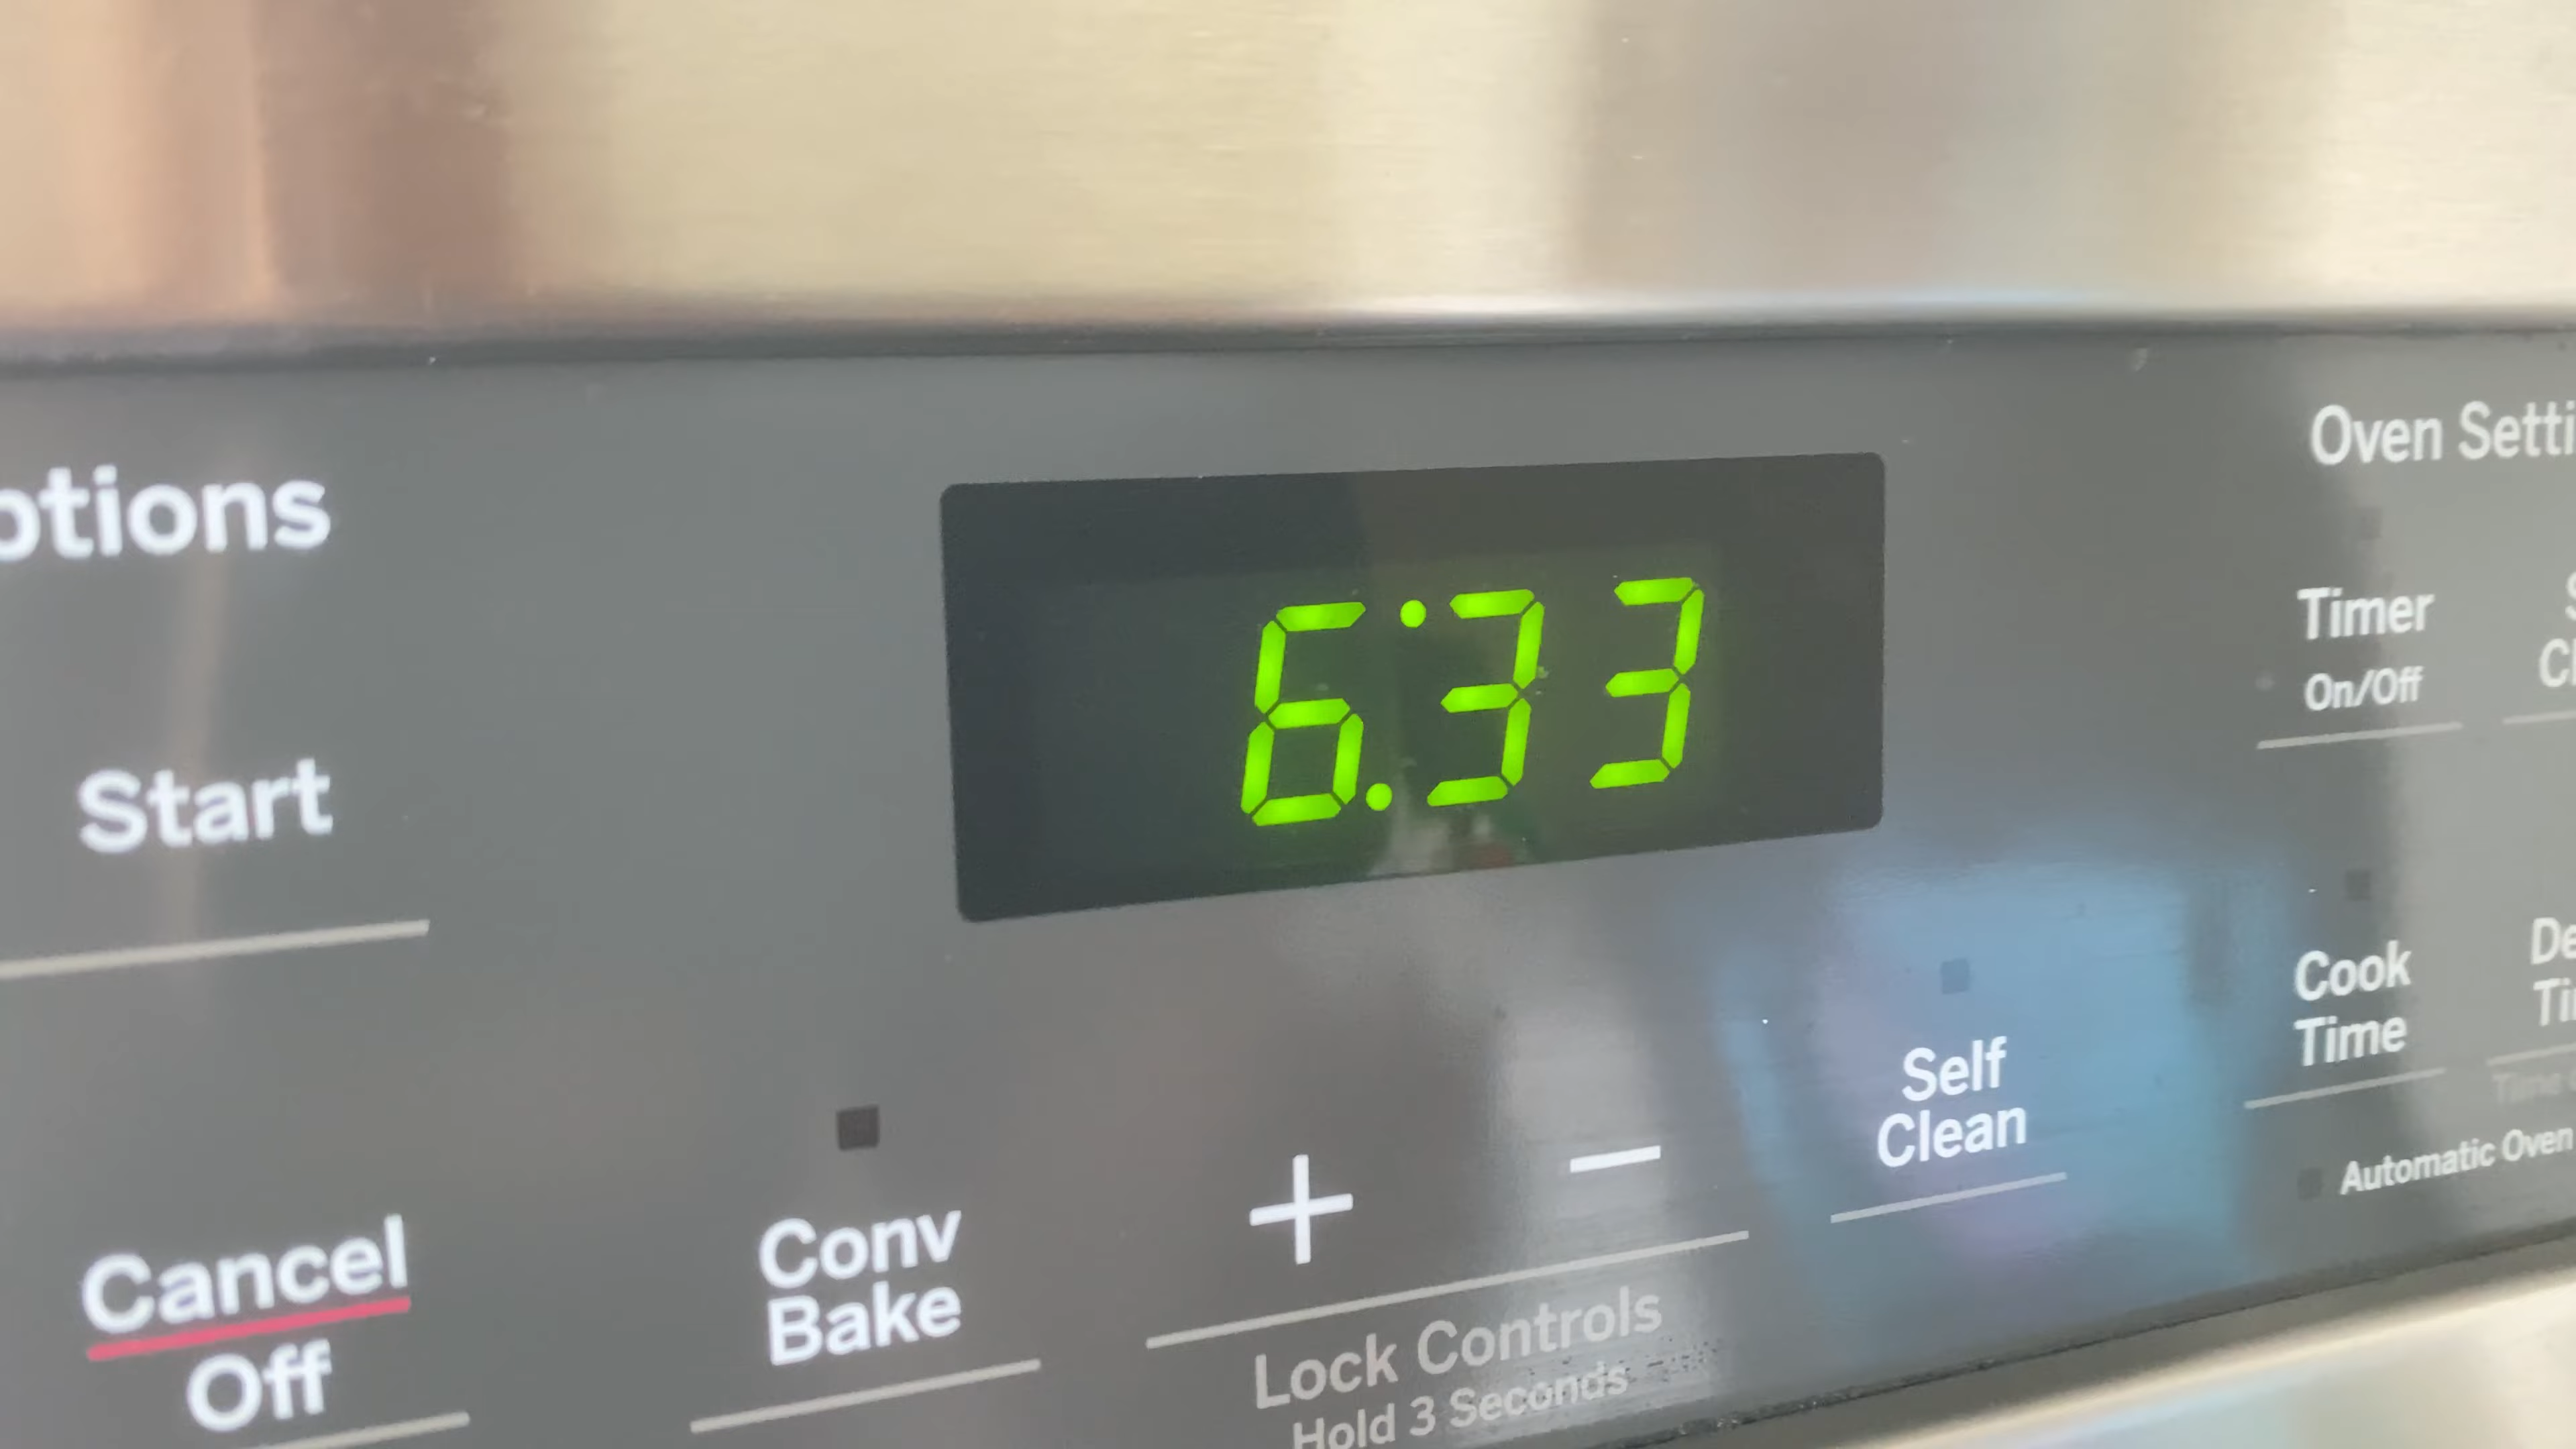 Oven Setti
ptions
6:33
Timer
On/Off
Start
Cook
Time
Self
Clean
Automatic Oven
+ −
Conv
Bake
Cancel
Off
Lock Controls
Hold 3 Seconds